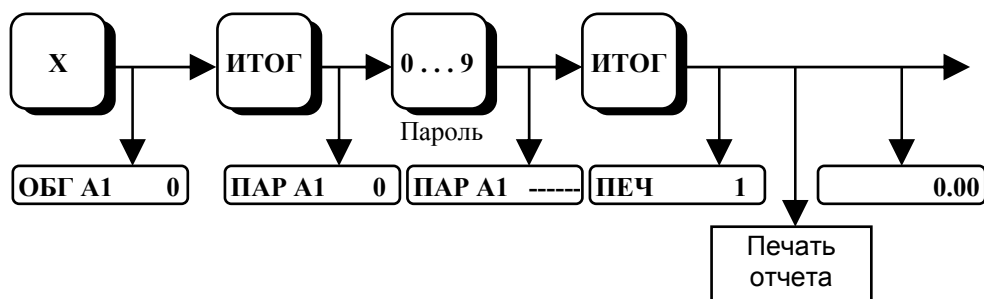 X ИТОГ 0 . . . 9 ИТОГ
Пароль
ОБГ А1 0 ПАР А1 0 ПАР А1 ------ ПЕЧ 1 0.00
Печать
отчета